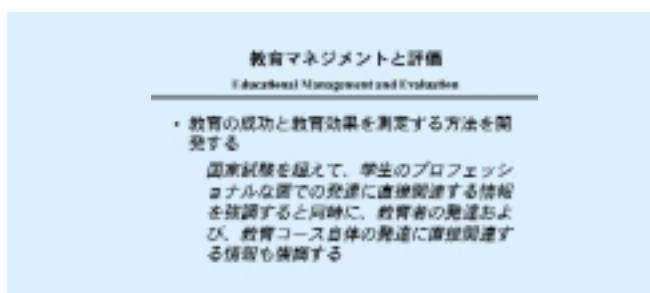 教育マネジメントと評価
Educational Management and Evaluation
・教育の成功と教育効果を測定する方法を開
発する
国家試験を超えて、学生のプロフェッシ
ョナルな面での発達に直接関連する情報
を強調すると同時に、教育者の発達およ
び、教育コース自体の発達に直接関連す
る情報も強調する